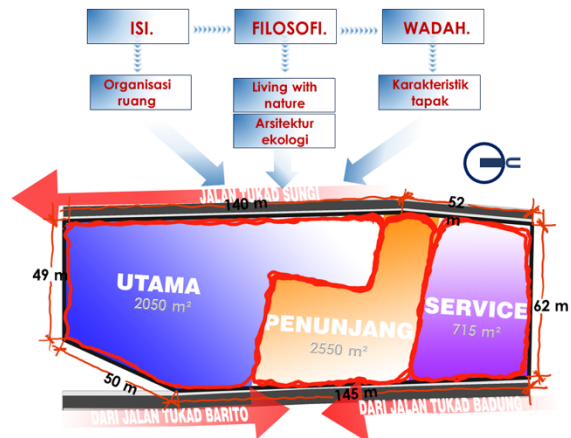 ISI.
FILOSOFI.
WADAH.
Organisasi
ruang
Living with
nature
Arsitektur
ekologi
Karakteristik
tapak
U
JALAN TUKAD SUNGI
140 m
52
m
49 m
UTAMA
2050 m²
PENUNJANG
2550 m²
SERVICE
715 m²
62 m
50 m
145 m
DARI JALAN TUKAD BARITO
DARI JALAN TUKAD BADUNG